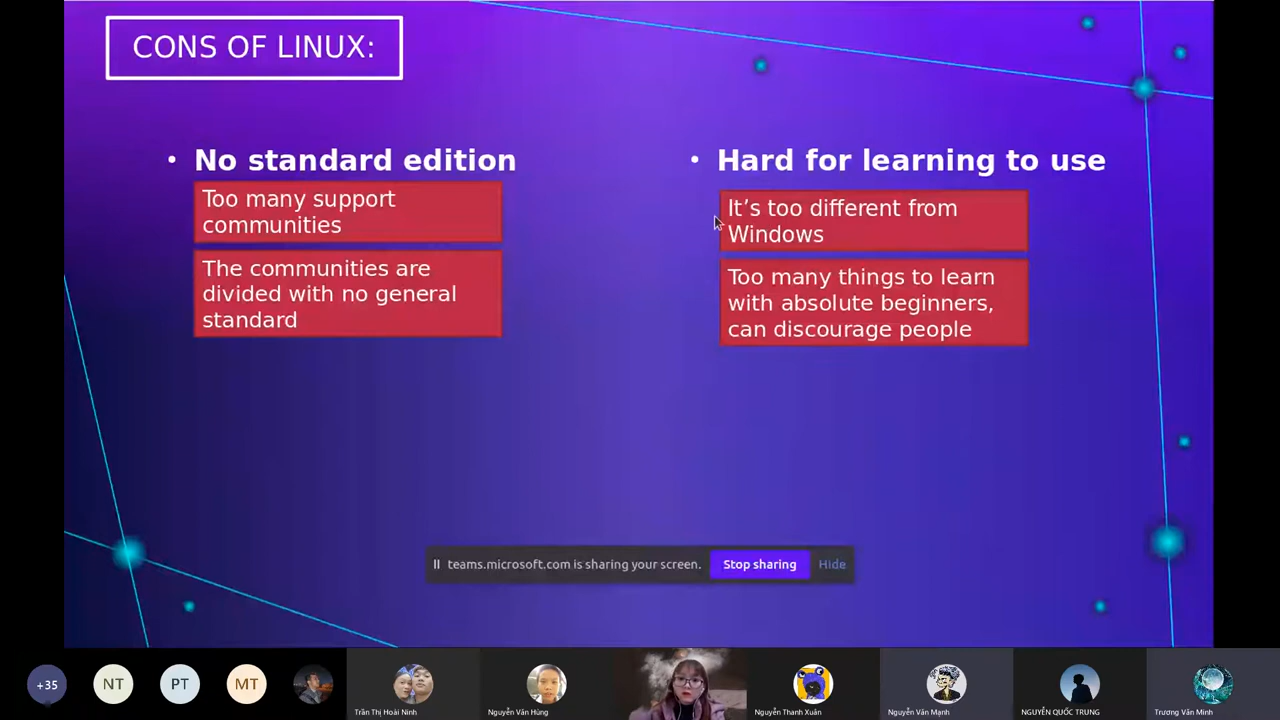 CONS OF LINUX:
• No standard edition
Too many support
communities
The communities are
divided with no general
standard
• Hard for learning to use
It’s too different from
Windows
Too many things to learn
with absolute beginners,
can discourage people
teams.microsoft.com is sharing your screen.
Stop sharing
Hide
+35
NT
PT
MT
Trần Thị Hoài Ninh
Nguyễn Văn Hùng
Nguyễn Thanh Xuân
Nguyễn Văn Mạnh
NGUYỄN QUỐC TRUNG
Trương Văn Minh